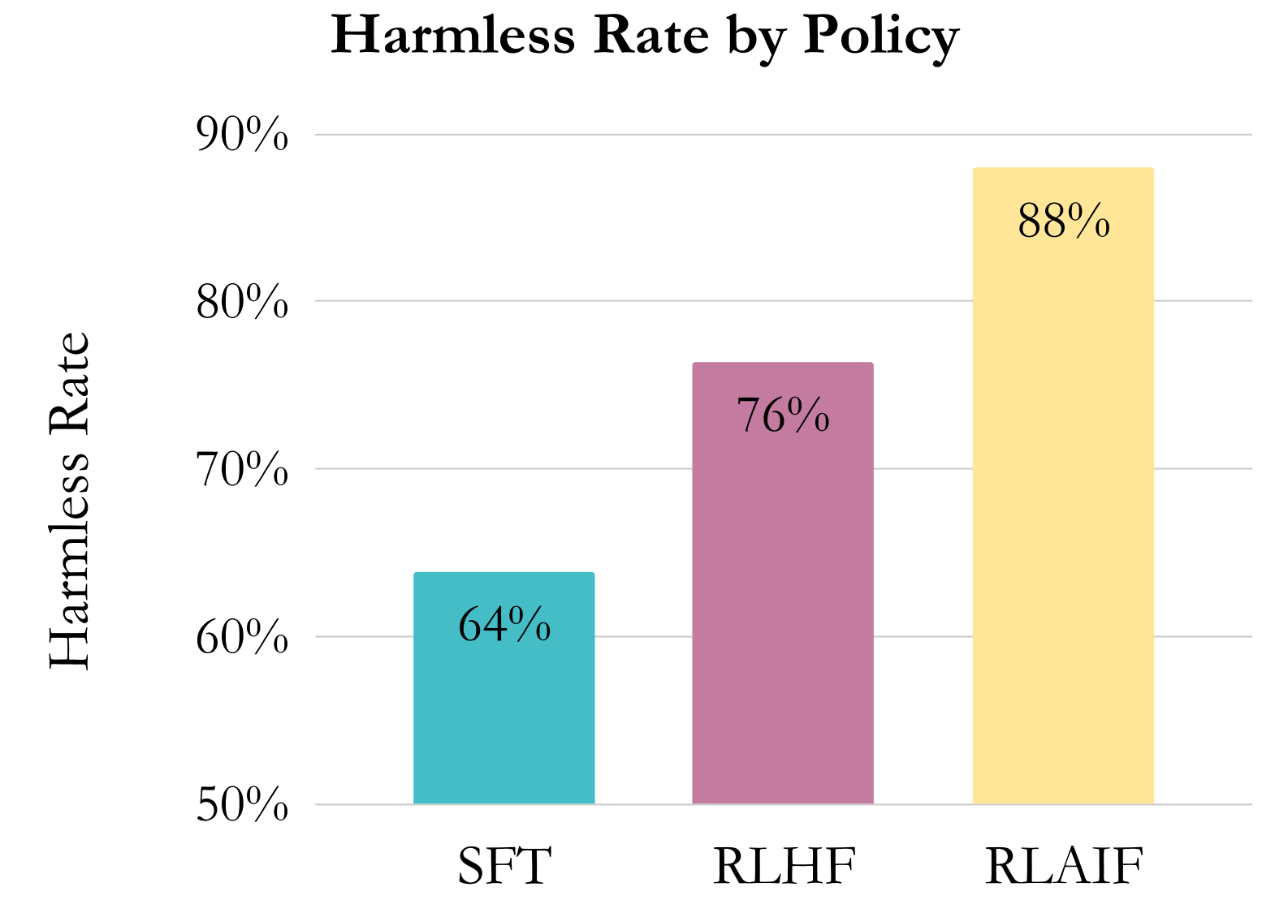 Harmless Rate by Policy
Harmless Rate
90%
80%
70%
60%
50%
64%
76%
88%
SFT
RLHF
RLAIF